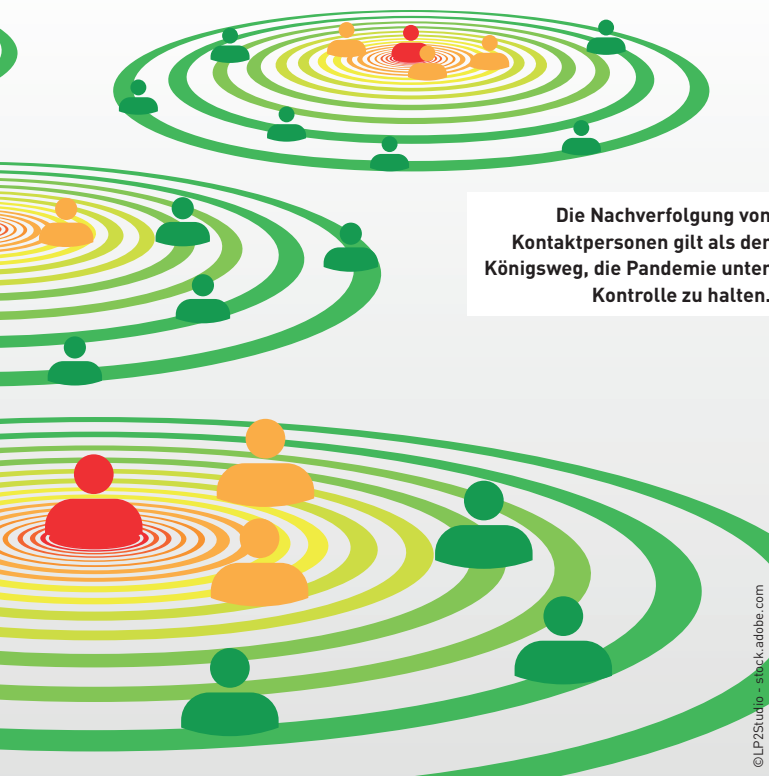 Die Nachverfolgung von
Kontaktpersonen gilt als der
Königsweg, die Pandemie unter
Kontrolle zu halten.
©LP2Studio - stock.adobe.com